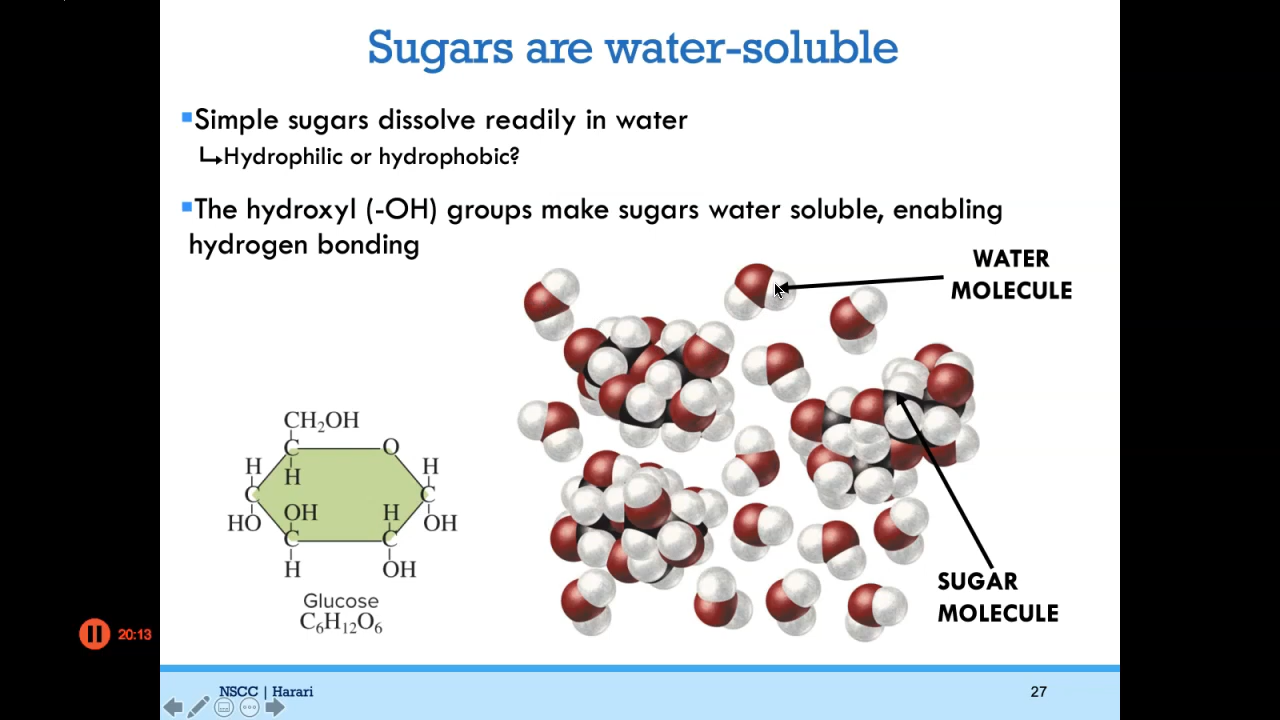 Sugars are water-soluble
Simple sugars dissolve readily in water
Hydrophilic or hydrophobic?
The hydroxyl (-OH) groups make sugars water soluble, enabling
hydrogen bonding
WATER
MOLECULE
CH₂OH
C O
H H H
C C
HO OH H OH
C C
H OH
Glucose
C₆H₁₂O₆
SUGAR
MOLECULE
20:13
NSCC | Harari
27